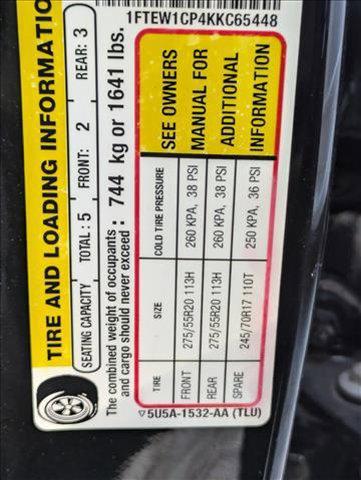 1FTEW1CP4KKC65448
TIRE AND LOADING INFORMATION
SEATING CAPACITY TOTAL : 5 FRONT: 2 REAR: 3
The combined weight of occupants and cargo should never exceed : 744 kg or 1641 lbs.
TIRE SIZE COLD TIRE PRESSURE
FRONT 275/55R20 113H 260 KPA, 38 PSI
REAR 275/55R20 113H 260 KPA, 38 PSI
SPARE 245/70R17 110T 250 KPA, 36 PSI
SEE OWNERS
MANUAL FOR
ADDITIONAL
INFORMATION
5U5A-1532-AA (TLU)